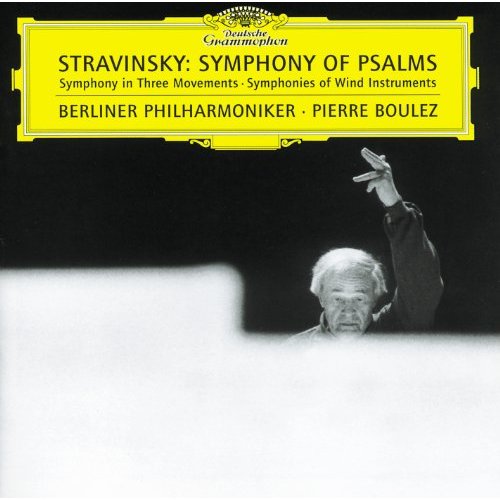 Deutsche
Grammophon
STRAVINSKY: SYMPHONY OF PSALMS
Symphony in Three Movements · Symphonies of Wind Instruments
BERLINER PHILHARMONIKER · PIERRE BOULEZ